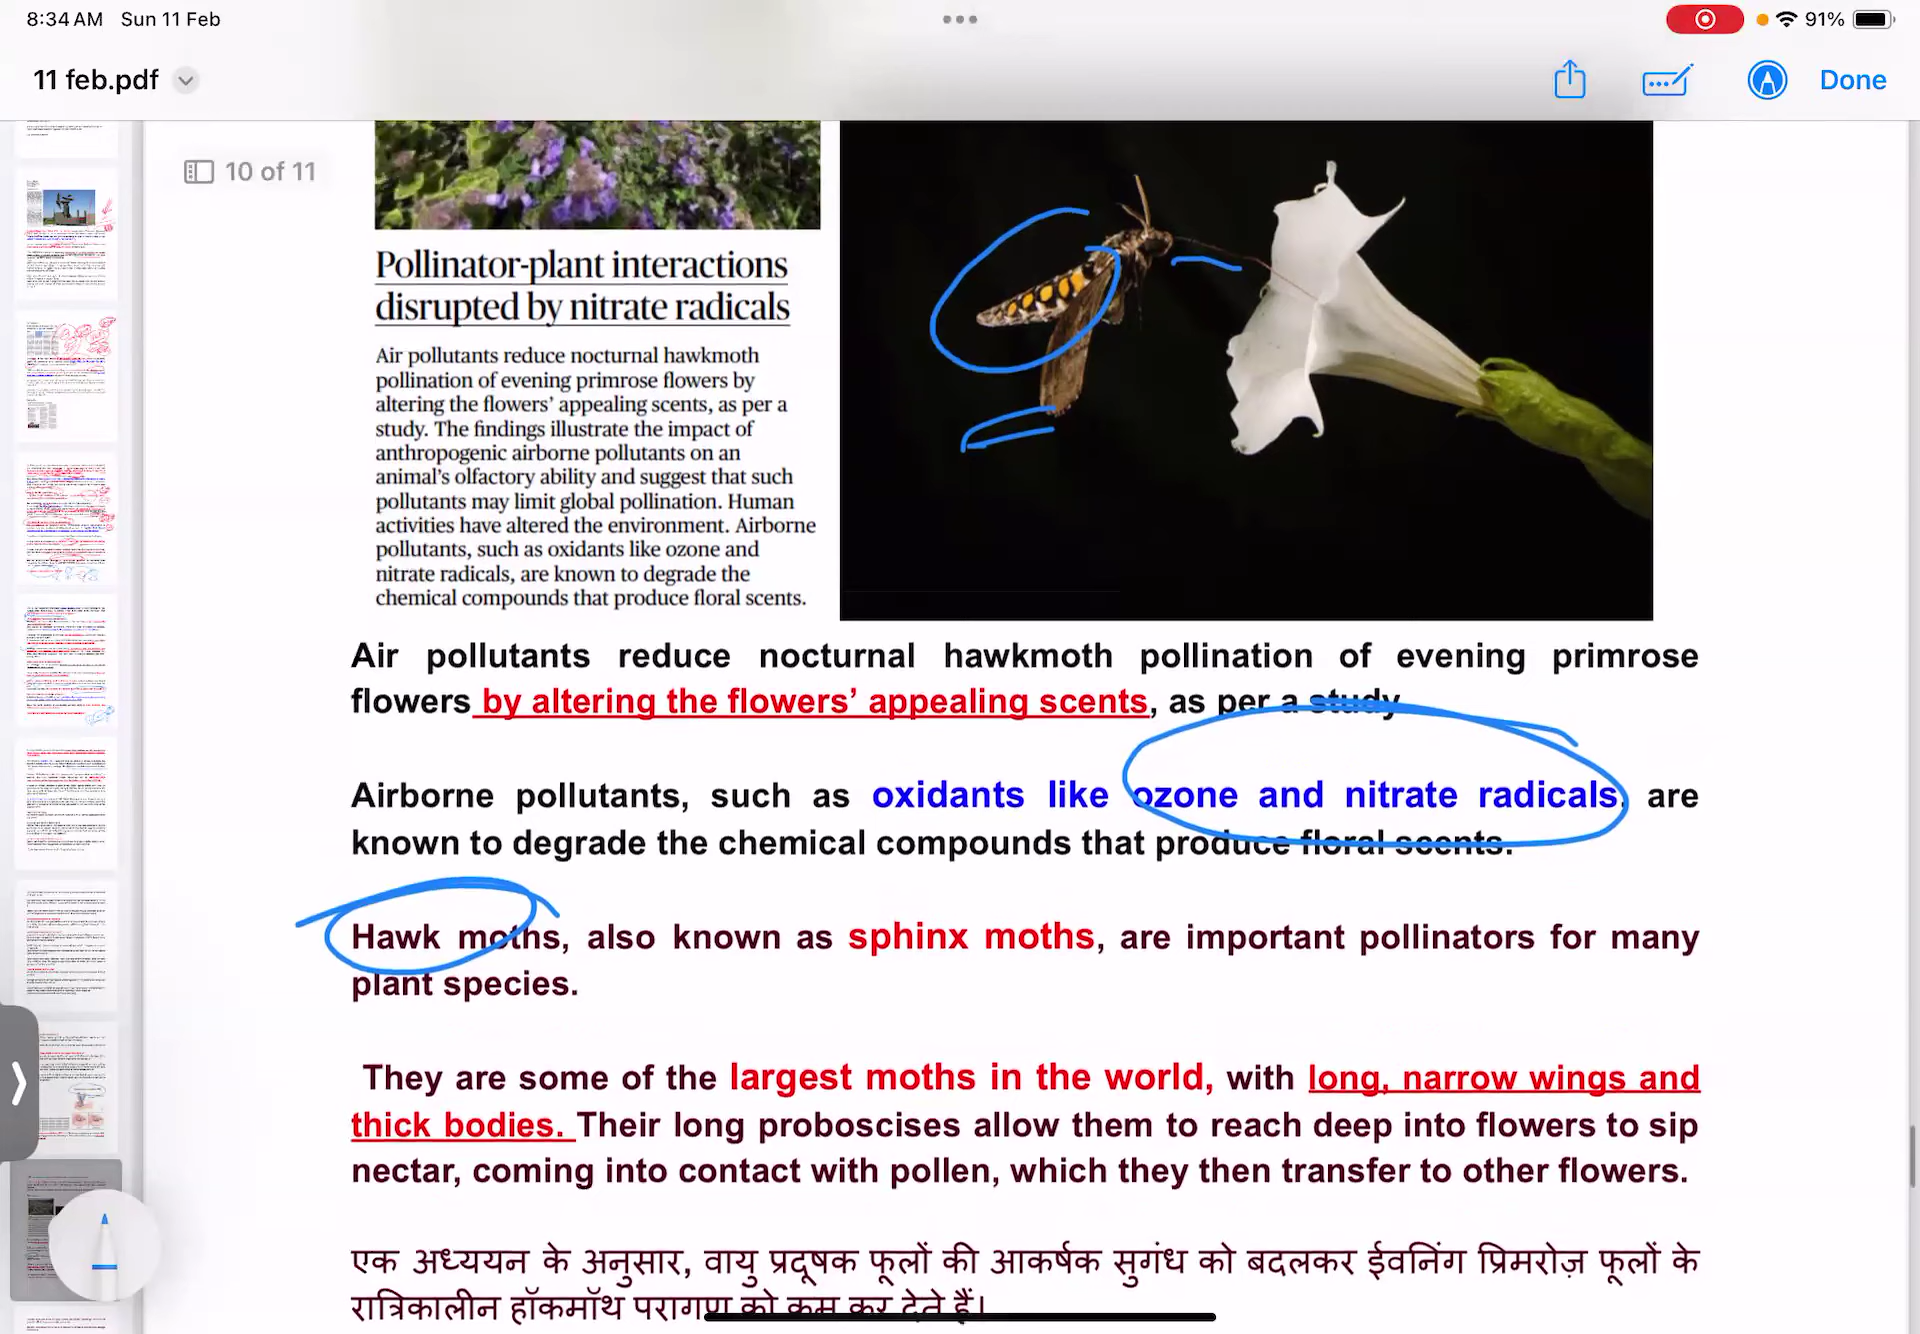 8:34 AM Sun 11 Feb
91%
11 feb.pdf
Done
10 of 11
Pollinator-plant interactions
disrupted by nitrate radicals
Air pollutants reduce nocturnal hawkmoth
pollination of evening primrose flowers by
altering the flowers’ appealing scents, as per a
study. The findings illustrate the impact of
anthropogenic airborne pollutants on an
animal’s olfactory ability and suggest that such
pollutants may limit global pollination. Human
activities have altered the environment. Airborne
pollutants, such as oxidants like ozone and
nitrate radicals, are known to degrade the
chemical compounds that produce floral scents.
Air pollutants reduce nocturnal hawkmoth pollination of evening primrose
flowers by altering the flowers’ appealing scents, as per a study
Airborne pollutants, such as oxidants like ozone and nitrate radicals, are
known to degrade the chemical compounds that produce floral scents.
Hawk moths, also known as sphinx moths, are important pollinators for many
plant species.
They are some of the largest moths in the world, with long, narrow wings and
thick bodies. Their long proboscises allow them to reach deep into flowers to sip
nectar, coming into contact with pollen, which they then transfer to other flowers.
एक अध्ययन के अनुसार, वायु प्रदूषक फूलों की आकर्षक सुगंध को बदलकर ईवनिंग प्रिमरोज़ फूलों के
रात्रिकालीन हॉकमॉथ परागण को कम कर देते हैं।